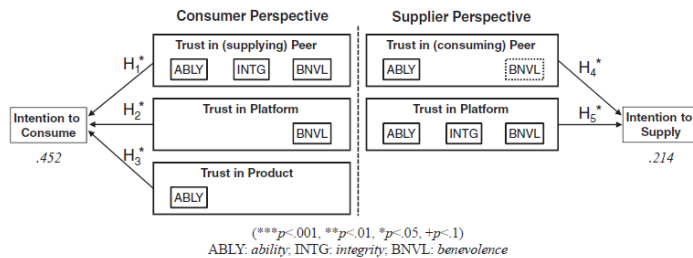 Consumer Perspective
Supplier Perspective
Trust in (supplying) Peer
ABLY INTG BNVL
Trust in (consuming) Peer
ABLY BNVL
H1*
H4*
Intention to
Consume
.452
H2*
Trust in Platform
BNVL
Trust in Platform
ABLY INTG BNVL
H5*
Intention to
Supply
.214
H3*
Trust in Product
ABLY
(***p<.001, **p<.01, *p<.05, +p<.1)
ABLY: ability; INTG: integrity; BNVL: benevolence